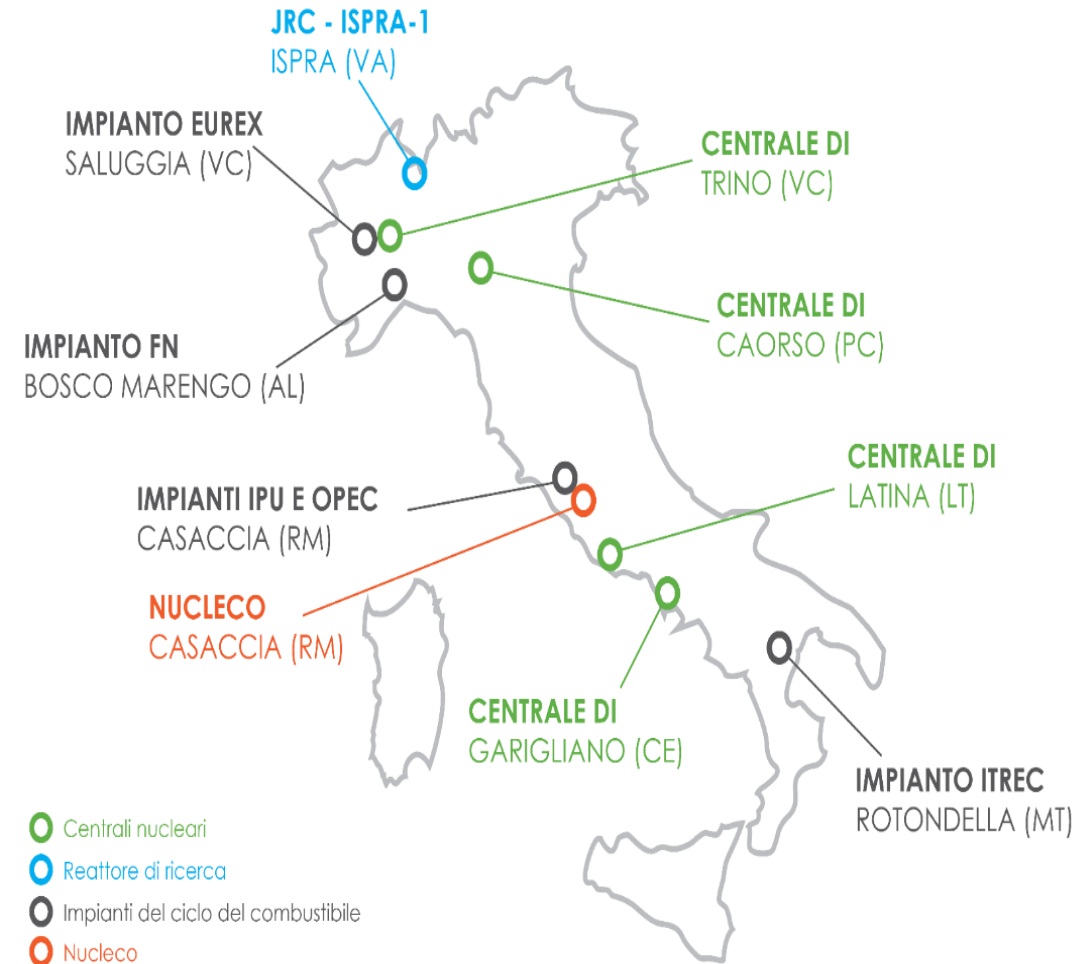 JRC - ISPRA-1
ISPRA (VA)
IMPIANTO EUREX
SALUGGIA (VC)
CENTRALE DI
TRINO (VC)
CENTRALE DI
CAORSO (PC)
IMPIANTO FN
BOSCO MARENGO (AL)
CENTRALE DI
LATINA (LT)
IMPIANTI IPU E OPEC
CASACCIA (RM)
NUCLECO
CASACCIA (RM)
CENTRALE DI
GARIGLIANO (CE)
IMPIANTO ITREC
ROTONDELLA (MT)
Centrali nucleari
Reattore di ricerca
Impianti del ciclo del combustibile
Nucleco